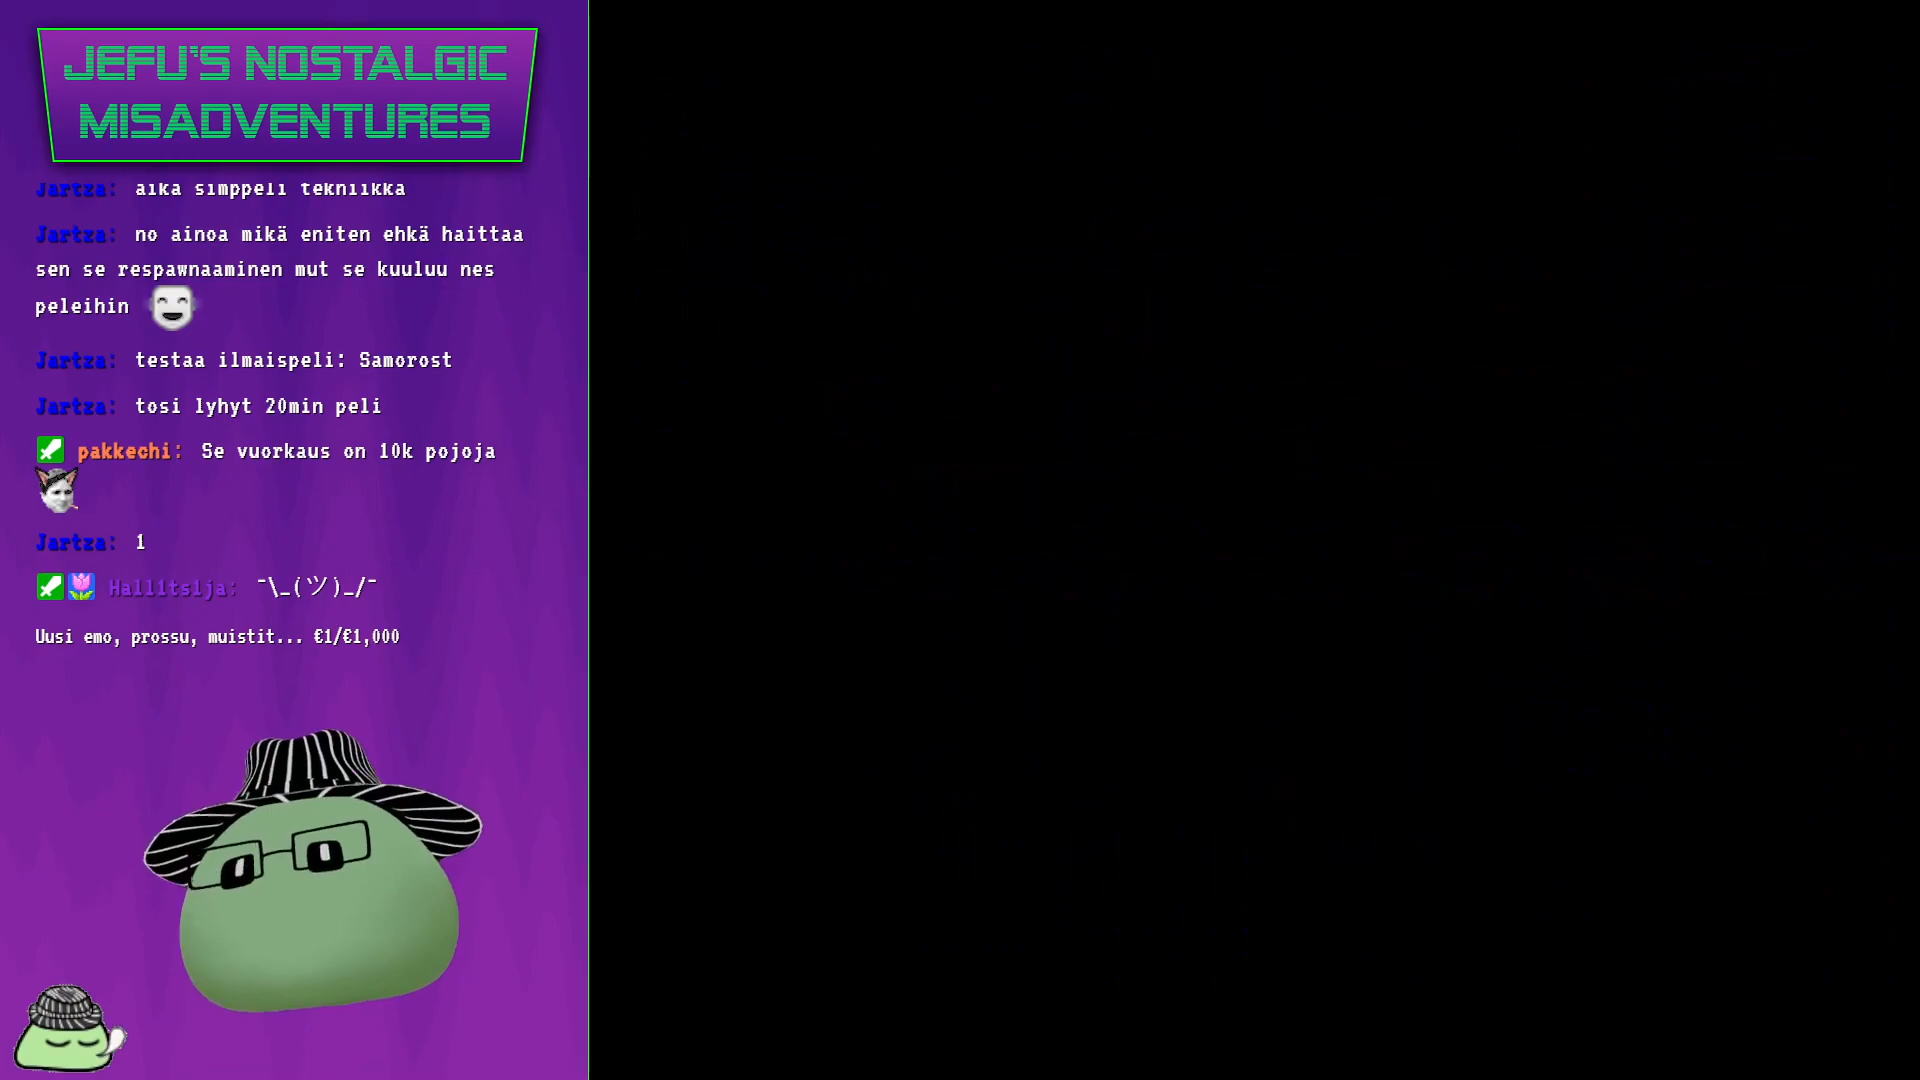 JEFU'S NOSTALGIC
MISADVENTURES
Jartza: aika simppeli tekniikka
Jartza: no ainoa mikä eniten ehkä haittaa
sen se respawnaaminen mut se kuuluu nes
peleihin
Jartza: testaa ilmaispeli: Samorost
Jartza: tosi lyhyt 20min peli
pakkechi: Se vuorkaus on 10k pojoja
Jartza: 1
Hall1ts1ja: ¯\_(ツ)_/¯
Uusi emo, prossu, muistit... €1/€1,000